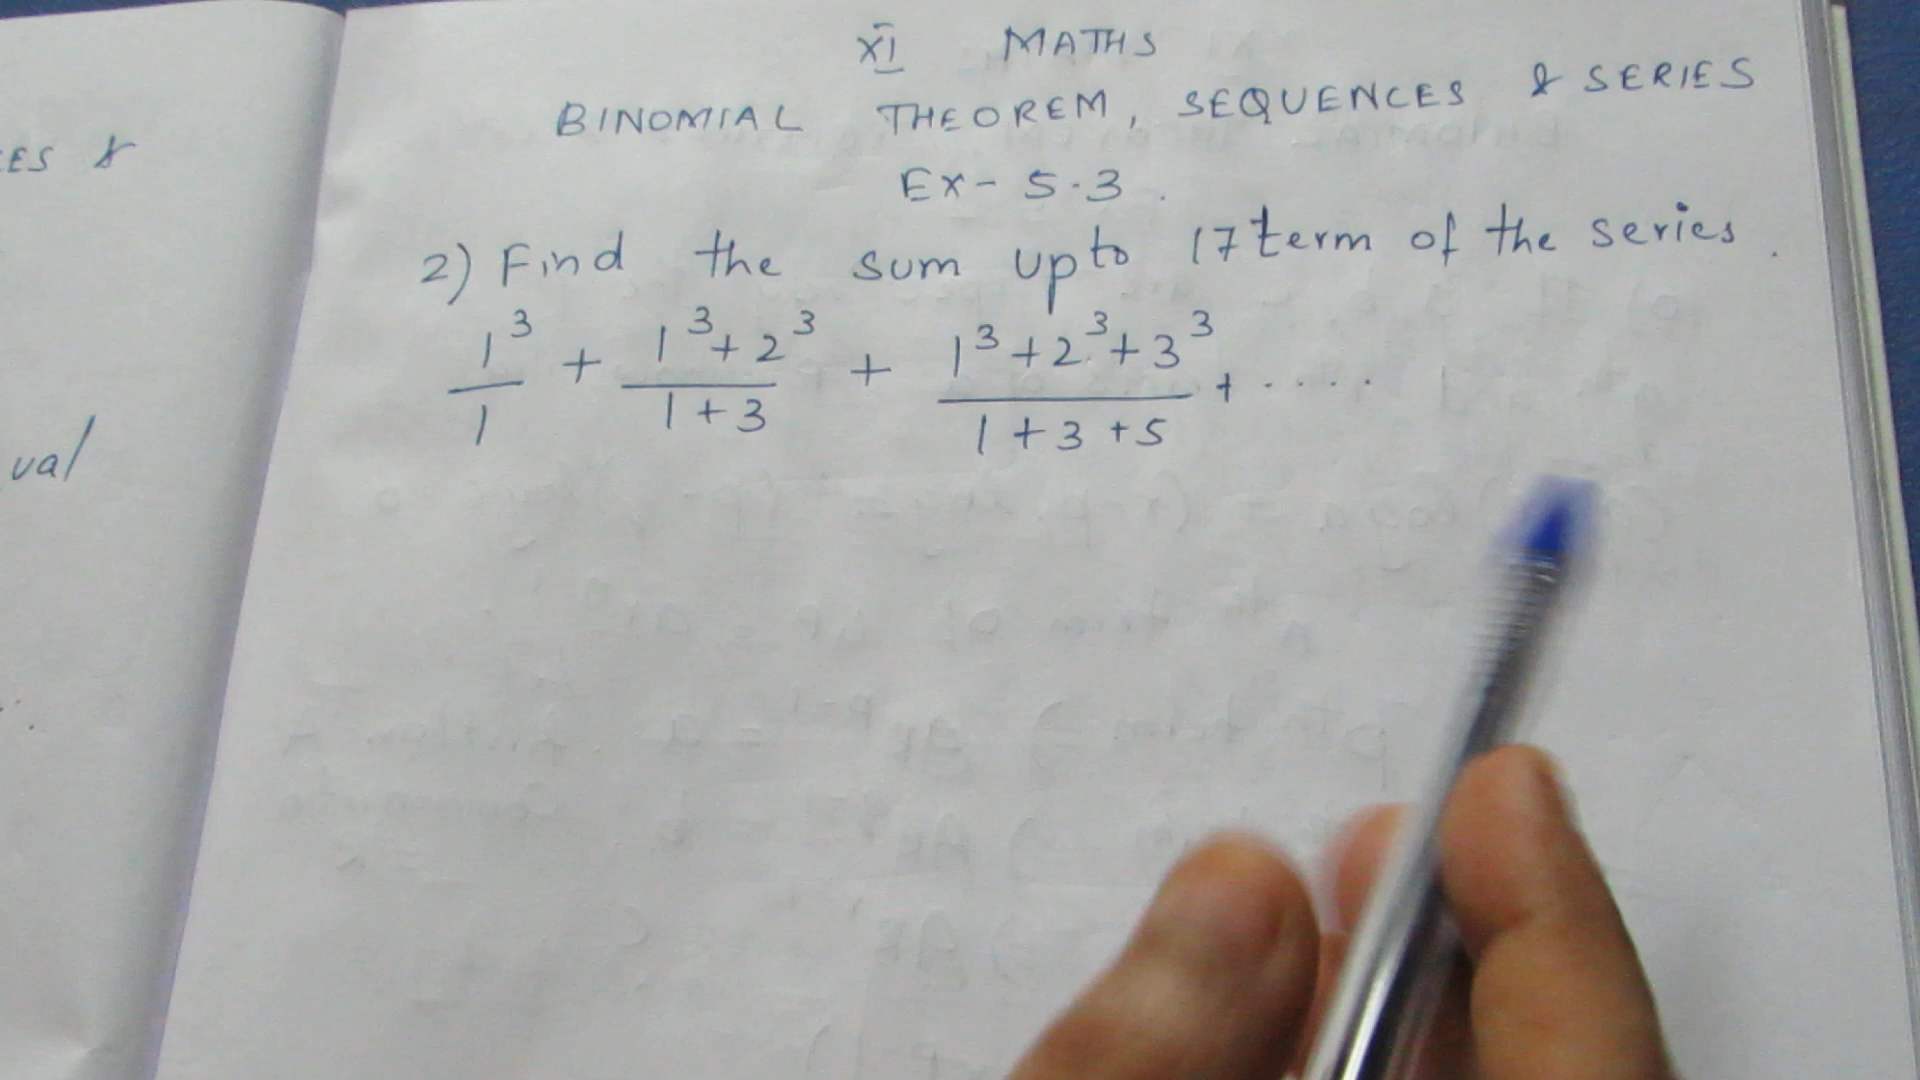 ES &
val
XI MATHS
BINOMIAL THEOREM, SEQUENCES & SERIES
Ex - 5.3.
2) Find the sum upto 17 term of the series.
1³/1 + (1³+2³)/(1+3) + (1³+2³+3³)/(1+3+5) + .....